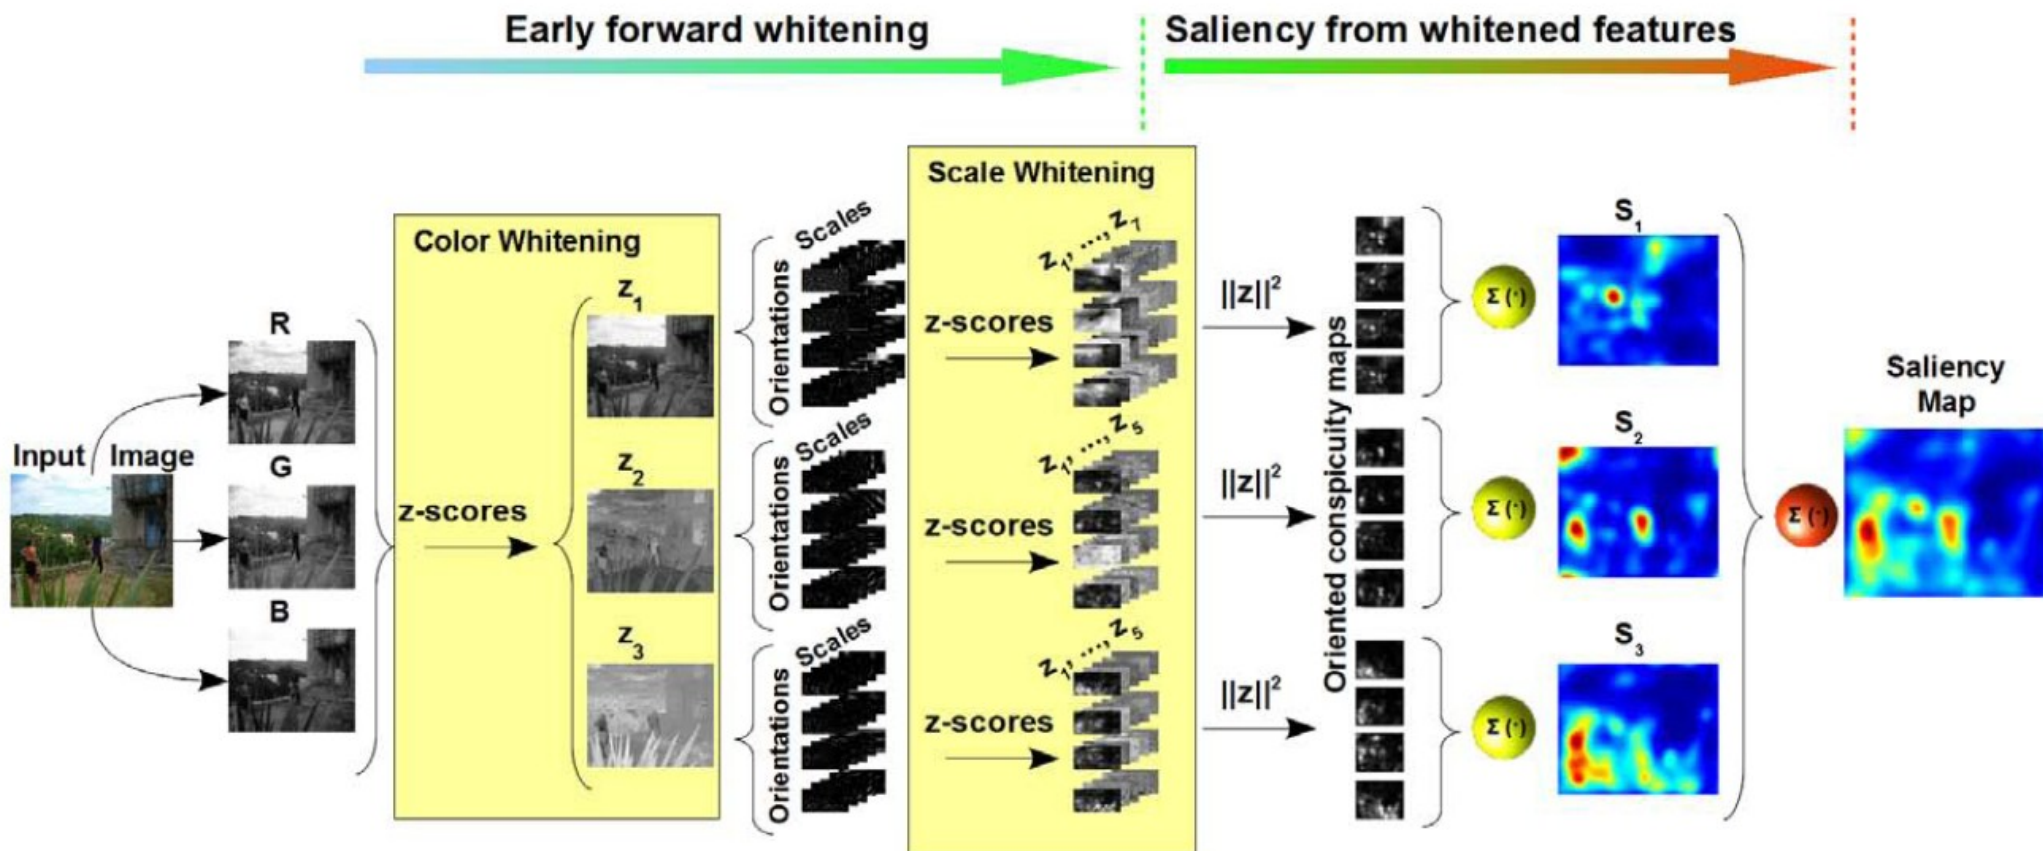 Early forward whitening
Saliency from whitened features
Scale Whitening
Color Whitening
Input Image
R
G
B
z-scores
z1
z2
z3
Scales
Orientations
Scales
Orientations
Scales
Orientations
z1, ..., z7
z-scores
z1, ..., z5
z-scores
z1, ..., z5
z-scores
||z||²
||z||²
||z||²
Oriented conspicuity maps
Σ (·)
Σ (·)
Σ (·)
S1
S2
S3
Σ (·)
Saliency
Map